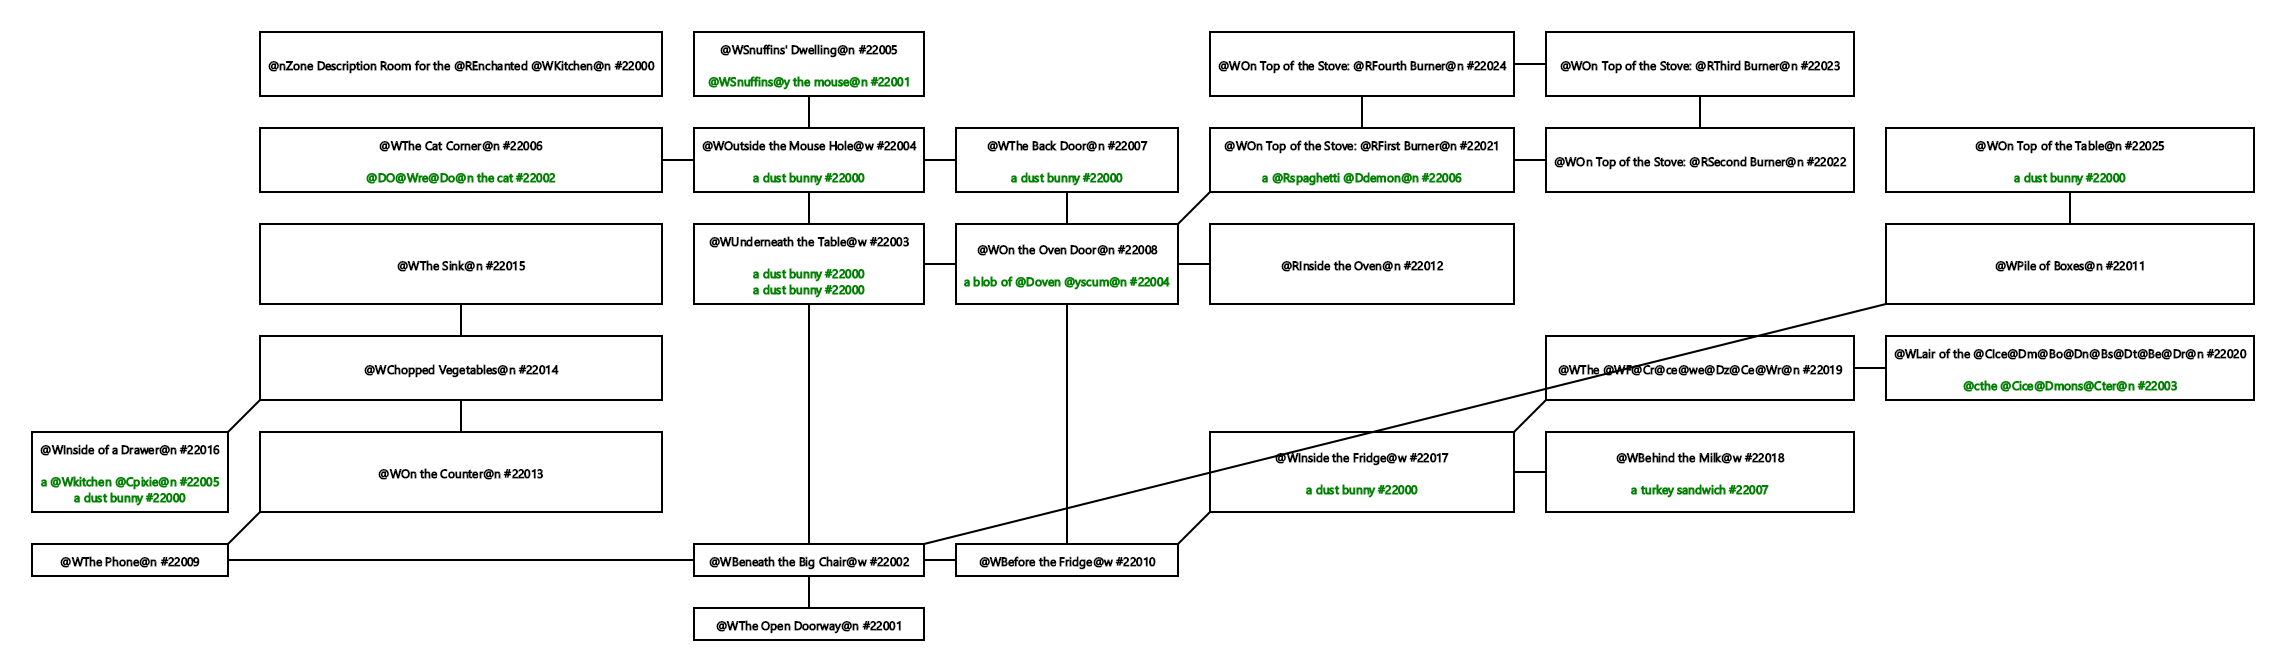 @WSnuffins' Dwelling@n #22005
@nZone Description Room for the @REnchanted @WKitchen@n #22000
@WOn Top of the Stove: @RFourth Burner@n #22024
@WOn Top of the Stove: @RThird Burner@n #22023
@WSnuffins@y the mouse@n #22001
@WThe Cat Corner@n #22006
@DO@Wre@Do@n the cat #22002
@WOutside the Mouse Hole@w #22004
a dust bunny #22000
@WThe Back Door@n #22007
a dust bunny #22000
@WOn Top of the Stove: @RFirst Burner@n #22021
a @Rspaghetti @Ddemon@n #22006
@WOn Top of the Stove: @RSecond Burner@n #22022
@WOn Top of the Table@n #22025
a dust bunny #22000
@WThe Sink@n #22015
@WUnderneath the Table@w #22003
a dust bunny #22000
a dust bunny #22000
@WOn the Oven Door@n #22008
a blob of @Doven @yscum@n #22004
@RInside the Oven@n #22012
@WPile of Boxes@n #22011
@WChopped Vegetables@n #22014
@WThe @WF@Cr@ce@we@Dz@Ce@Wr@n #22019
@WLair of the @CIce@Dm@Bo@Dn@Bs@Dt@Be@Dr@n #22020
@cthe @Cice@Dmons@Cter@n #22003
@WInside of a Drawer@n #22016
a @Wkitchen @Cpixie@n #22005
a dust bunny #22000
@WOn the Counter@n #22013
@WInside the Fridge@w #22017
a dust bunny #22000
@WBehind the Milk@w #22018
a turkey sandwich #22007
@WThe Phone@n #22009
@WBeneath the Big Chair@w #22002
@WBefore the Fridge@w #22010
@WThe Open Doorway@n #22001